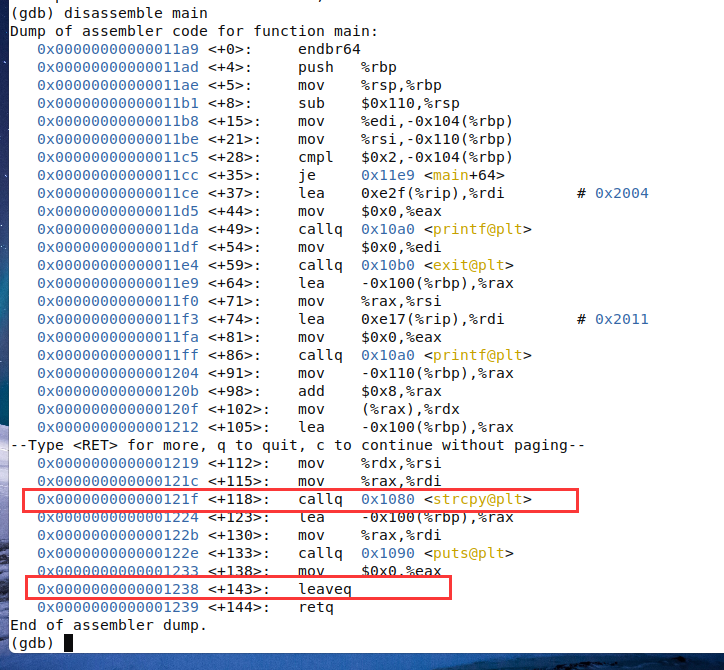 (gdb) disassemble main
Dump of assembler code for function main:
   0x00000000000011a9 <+0>:	endbr64
   0x00000000000011ad <+4>:	push   %rbp
   0x00000000000011ae <+5>:	mov    %rsp,%rbp
   0x00000000000011b1 <+8>:	sub    $0x110,%rsp
   0x00000000000011b8 <+15>:	mov    %edi,-0x104(%rbp)
   0x00000000000011be <+21>:	mov    %rsi,-0x110(%rbp)
   0x00000000000011c5 <+28>:	cmpl   $0x2,-0x104(%rbp)
   0x00000000000011cc <+35>:	je     0x11e9 <main+64>
   0x00000000000011ce <+37>:	lea    0xe2f(%rip),%rdi        # 0x2004
   0x00000000000011d5 <+44>:	mov    $0x0,%eax
   0x00000000000011da <+49>:	callq  0x10a0 <printf@plt>
   0x00000000000011df <+54>:	mov    $0x0,%edi
   0x00000000000011e4 <+59>:	callq  0x10b0 <exit@plt>
   0x00000000000011e9 <+64>:	lea    -0x100(%rbp),%rax
   0x00000000000011f0 <+71>:	mov    %rax,%rsi
   0x00000000000011f3 <+74>:	lea    0xe17(%rip),%rdi        # 0x2011
   0x00000000000011fa <+81>:	mov    $0x0,%eax
   0x00000000000011ff <+86>:	callq  0x10a0 <printf@plt>
   0x0000000000001204 <+91>:	mov    -0x110(%rbp),%rax
   0x000000000000120b <+98>:	add    $0x8,%rax
   0x000000000000120f <+102>:	mov    (%rax),%rdx
   0x0000000000001212 <+105>:	lea    -0x100(%rbp),%rax
--Type <RET> for more, q to quit, c to continue without paging--
   0x0000000000001219 <+112>:	mov    %rdx,%rsi
   0x000000000000121c <+115>:	mov    %rax,%rdi
   0x000000000000121f <+118>:	callq  0x1080 <strcpy@plt>
   0x0000000000001224 <+123>:	lea    -0x100(%rbp),%rax
   0x000000000000122b <+130>:	mov    %rax,%rdi
   0x000000000000122e <+133>:	callq  0x1090 <puts@plt>
   0x0000000000001233 <+138>:	mov    $0x0,%eax
   0x0000000000001238 <+143>:	leaveq
   0x0000000000001239 <+144>:	retq
End of assembler dump.
(gdb)